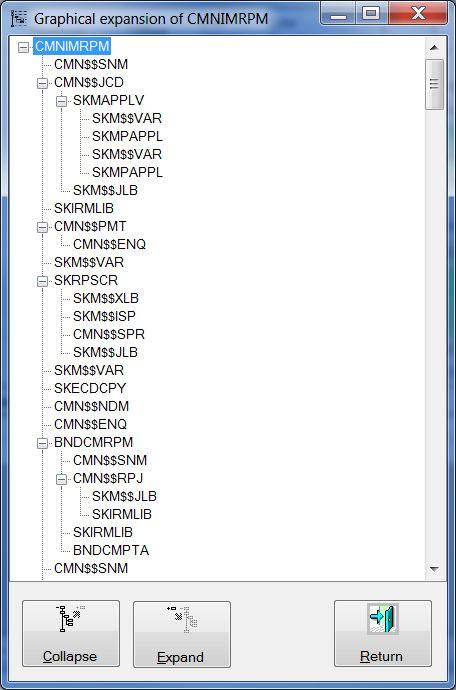 Graphical expansion of CMNIMRPM
CMNIMRPM
CMN$$SNM
CMN$$JCD
SKMAPPLV
SKM$$VAR
SKMPAPPL
SKM$$VAR
SKMPAPPL
SKM$$JLB
SKIRMLIB
CMN$$PMT
CMN$$ENQ
SKM$$VAR
SKRPSCR
SKM$$XLB
SKM$$ISP
CMN$$SPR
SKM$$JLB
SKM$$VAR
SKECDCPY
CMN$$NDM
CMN$$ENQ
BNDCMRPM
CMN$$SNM
CMN$$RPJ
SKM$$JLB
SKIRMLIB
SKIRMLIB
BNDCMPTA
CMN$$SNM
Collapse Expand Return